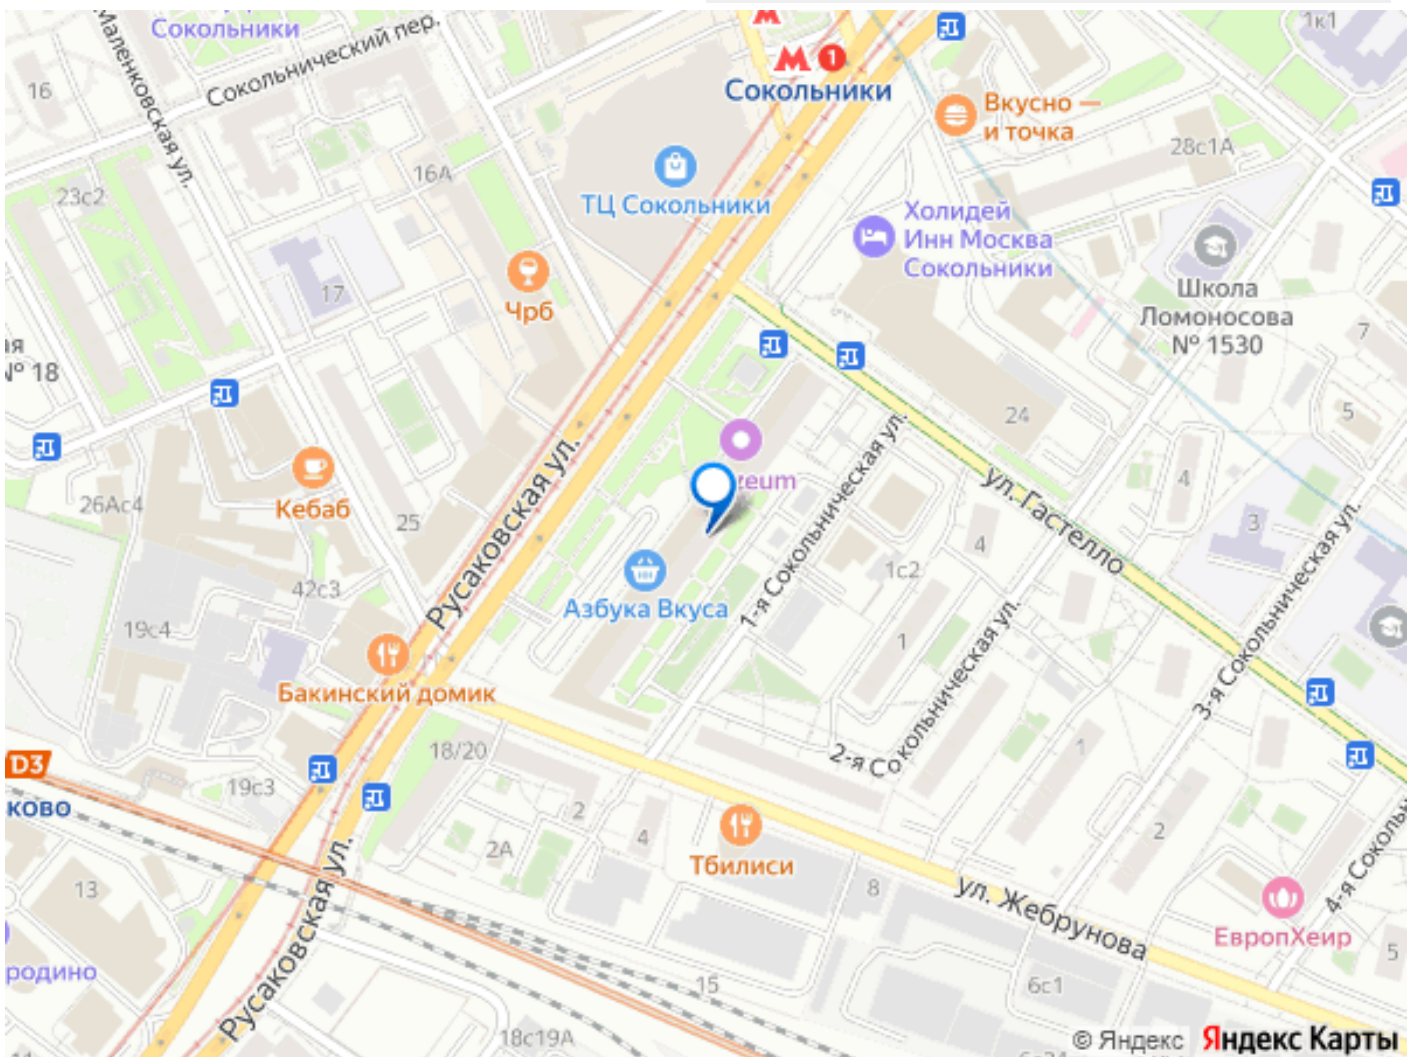 Сокольники
Сокольнический пер.
Маленковская ул.
16
23с2
16А
17
1
Сокольники
ТЦ Сокольники
Вкусно —
и точка
1к1
28с1А
Холидей
Инн Москва
Сокольники
Школа
Ломоносова
№ 1530
7
5
Чрб
№ 18
24
Кебаб
26Ас4
25
42с3
19с4
Русаковская ул.
zeum
Азбука Вкуса
1-я Сокольническая ул.
ул. Гастелло
4
4
3
1с2
1
2-я Сокольническая ул.
3-я Сокольническая ул.
Бакинский домик
18/20
D3
ково
19с3
2
2А
4
Тбилиси
1
2
8
ул. Жебрунова
4-я Сокольн
13
родино
Русаковская ул.
ЕвропХеир
5
15
6с1
18с19А
© Яндекс Яндекс Карты